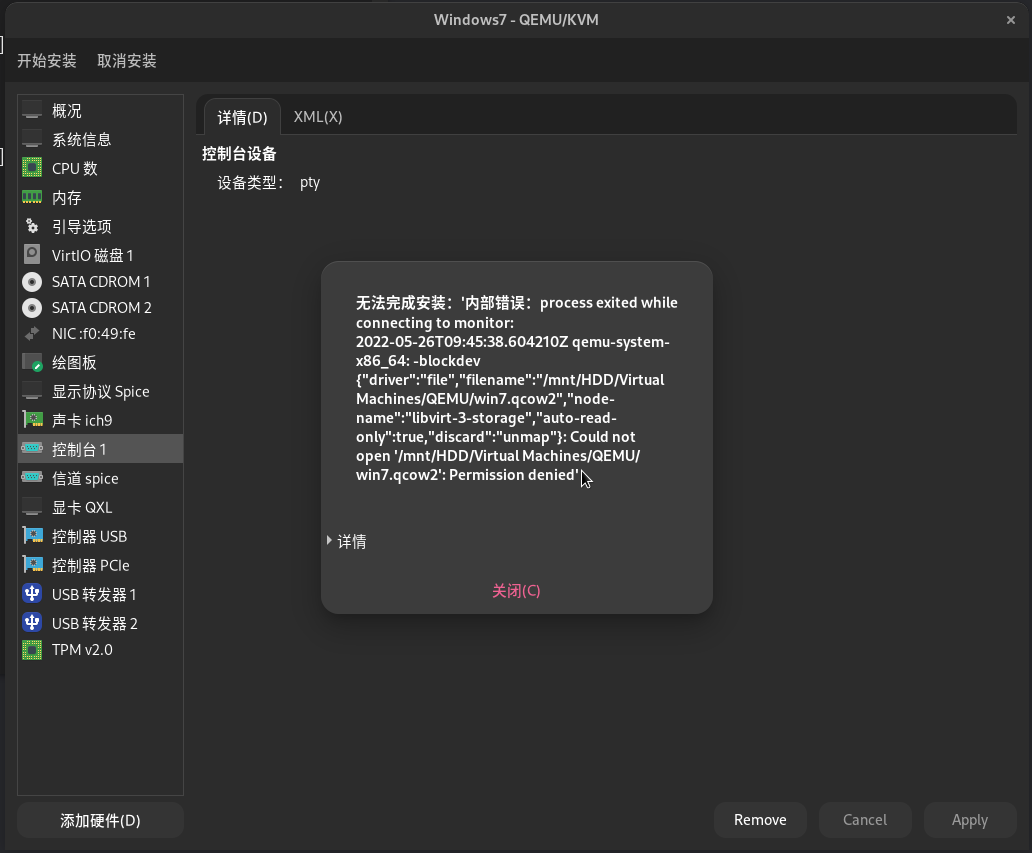 Windows7 - QEMU/KVM
×
开始安装 取消安装
]
]
概况
系统信息
CPU 数
内存
引导选项
VirtIO 磁盘 1
SATA CDROM 1
SATA CDROM 2
NIC :f0:49:fe
绘图板
显示协议 Spice
声卡 ich9
控制台 1
信道 spice
显卡 QXL
控制器 USB
控制器 PCIe
USB 转发器 1
USB 转发器 2
TPM v2.0
添加硬件(D)
详情(D) XML(X)
控制台设备
设备类型： pty
无法完成安装：'内部错误：process exited while
connecting to monitor:
2022-05-26T09:45:38.604210Z qemu-system-
x86_64: -blockdev
{"driver":"file","filename":"/mnt/HDD/Virtual
Machines/QEMU/win7.qcow2","node-
name":"libvirt-3-storage","auto-read-
only":true,"discard":"unmap"}: Could not
open '/mnt/HDD/Virtual Machines/QEMU/
win7.qcow2': Permission denied'
详情
关闭(C)
Remove Cancel Apply